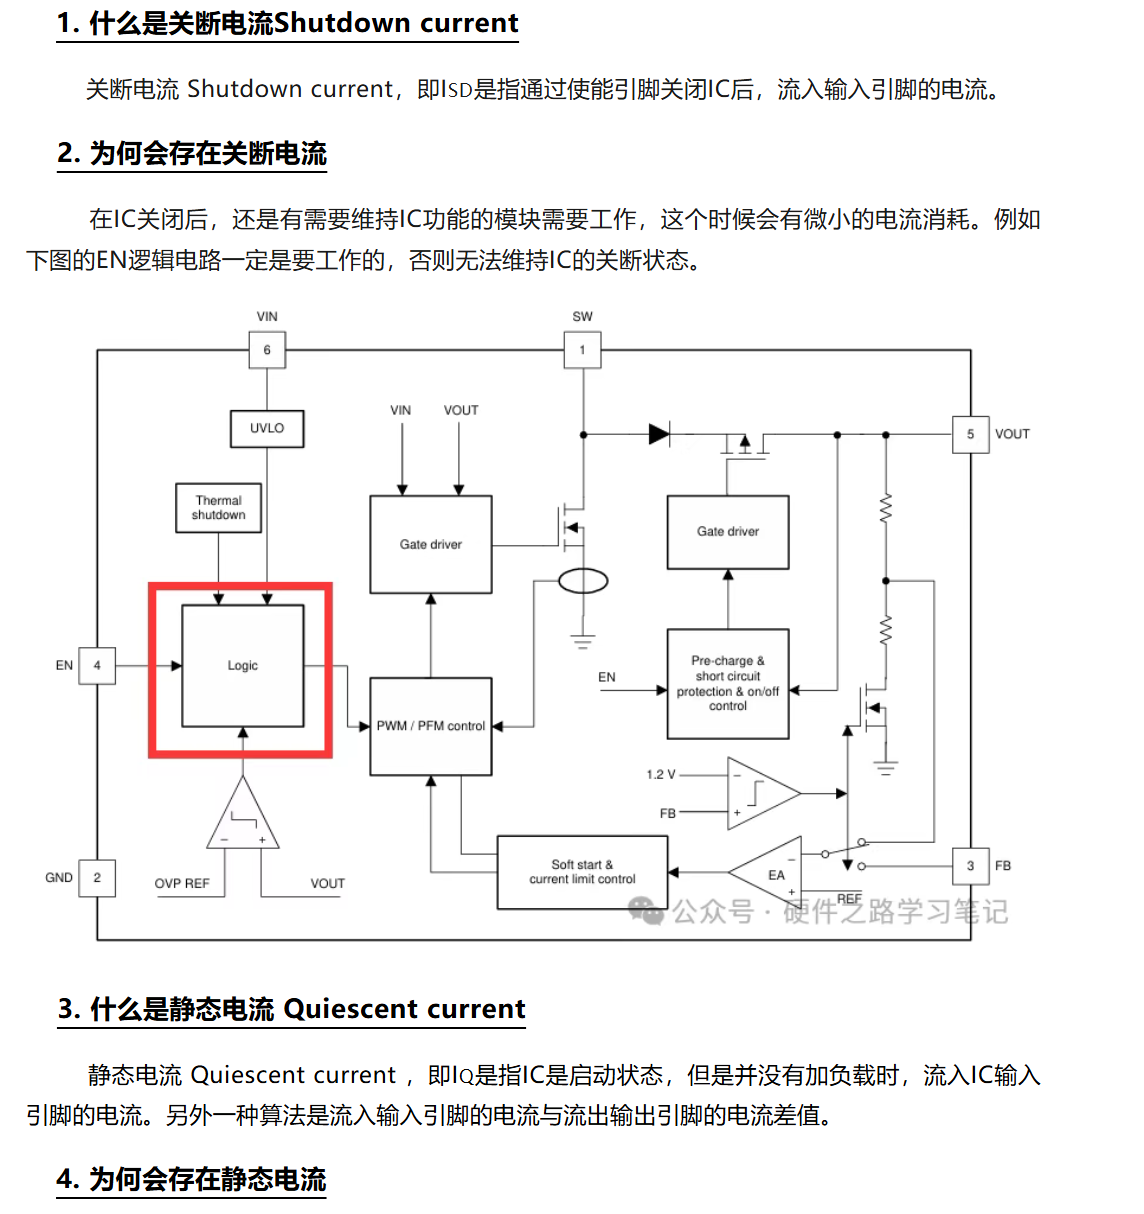 1. 什么是关断电流Shutdown current
关断电流 Shutdown current，即ISD是指通过使能引脚关闭IC后，流入输入引脚的电流。
2. 为何会存在关断电流
在IC关闭后，还是有需要维持IC功能的模块需要工作，这个时候会有微小的电流消耗。例如
下图的EN逻辑电路一定是要工作的，否则无法维持IC的关断状态。
VIN
SW
6
1
VIN
VOUT
UVLO
5
VOUT
Thermal
shutdown
Gate driver
Gate driver
EN
4
Logic
Pre-charge &
short circuit
protection & on/off
control
EN
PWM / PFM control
1.2 V
−
FB
+
−
+
GND
2
OVP REF
VOUT
Soft start &
current limit control
EA
−
+
REF
3
FB
公众号 · 硬件之路学习笔记
3. 什么是静态电流 Quiescent current
静态电流 Quiescent current ，即IQ是指IC是启动状态，但是并没有加负载时，流入IC输入
引脚的电流。另外一种算法是流入输入引脚的电流与流出输出引脚的电流差值。
4. 为何会存在静态电流